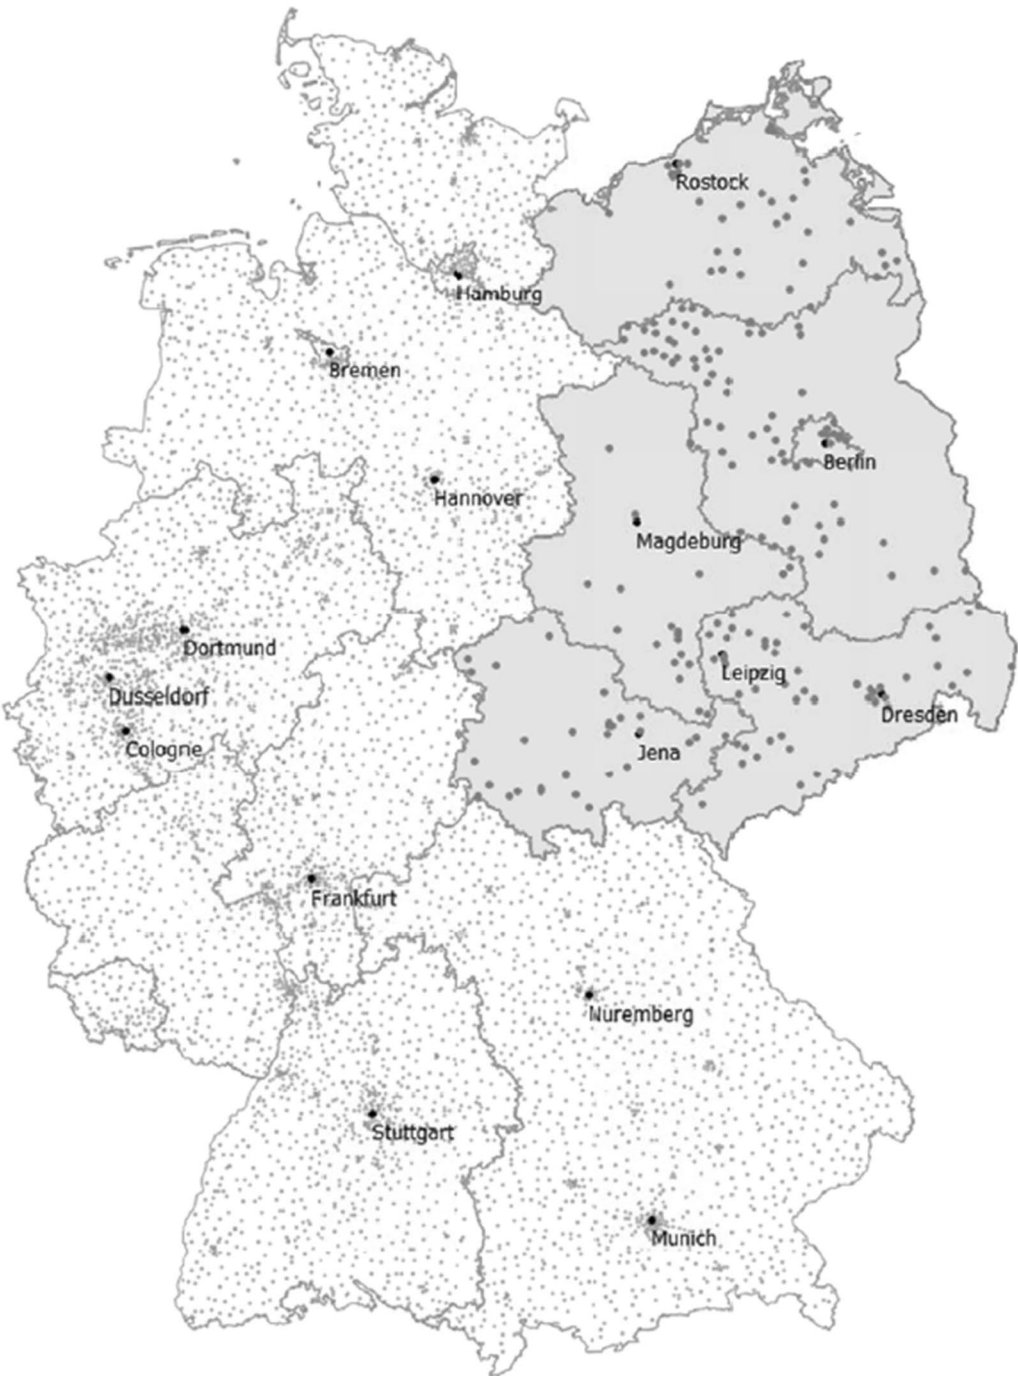 Rostock
Hamburg
Bremen
Berlin
Hannover
Magdeburg
Dortmund
Leipzig
Dusseldorf
Dresden
Cologne
Jena
Frankfurt
Nuremberg
Stuttgart
Munich